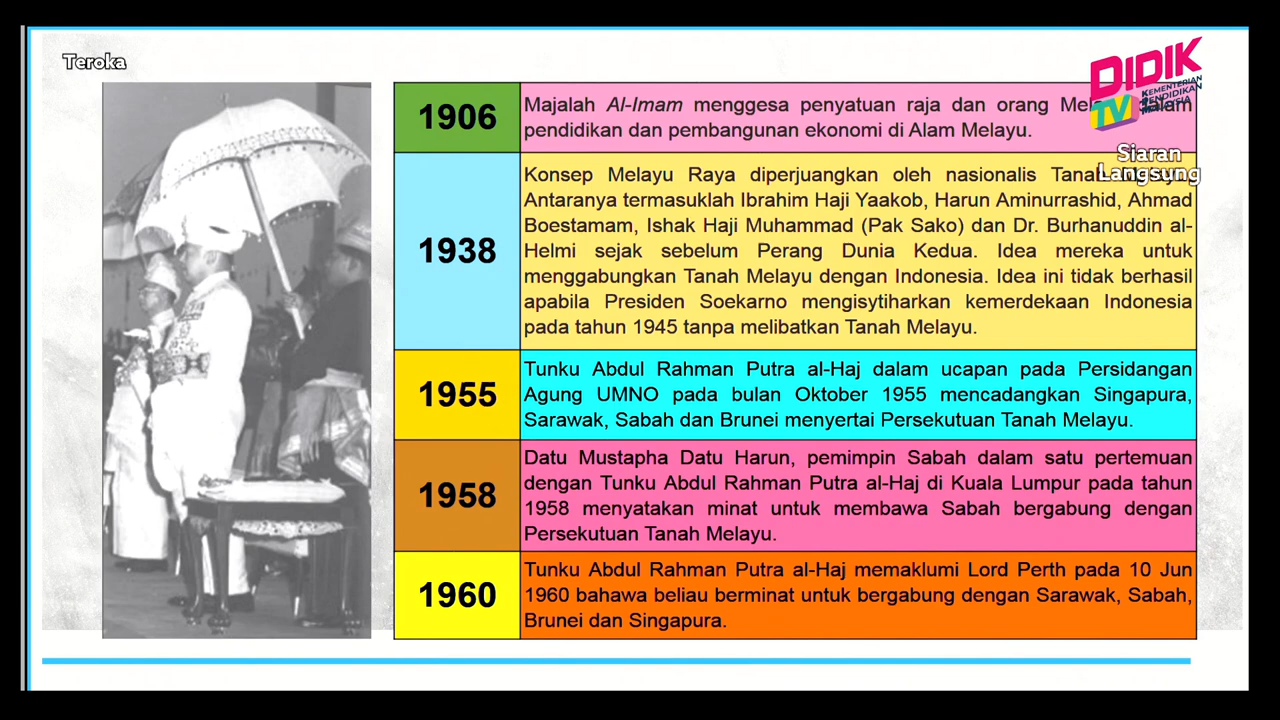 Teroka
DIDIK
TV
KEMENTERIAN
PENDIDIKAN
MALAYSIA
Siaran
Langsung
1906
Majalah Al-Imam menggesa penyatuan raja dan orang
pendidikan dan pembangunan ekonomi di Alam Melayu.
1938
Konsep Melayu Raya diperjuangkan oleh nasionalis Tanah
Antaranya termasuklah Ibrahim Haji Yaakob, Harun Aminurrashid, Ahmad
Boestamam, Ishak Haji Muhammad (Pak Sako) dan Dr. Burhanuddin al-
Helmi sejak sebelum Perang Dunia Kedua. Idea mereka untuk
menggabungkan Tanah Melayu dengan Indonesia. Idea ini tidak berhasil
apabila Presiden Soekarno mengisytiharkan kemerdekaan Indonesia
pada tahun 1945 tanpa melibatkan Tanah Melayu.
1955
Tunku Abdul Rahman Putra al-Haj dalam ucapan pada Persidangan
Agung UMNO pada bulan Oktober 1955 mencadangkan Singapura,
Sarawak, Sabah dan Brunei menyertai Persekutuan Tanah Melayu.
1958
Datu Mustapha Datu Harun, pemimpin Sabah dalam satu pertemuan
dengan Tunku Abdul Rahman Putra al-Haj di Kuala Lumpur pada tahun
1958 menyatakan minat untuk membawa Sabah bergabung dengan
Persekutuan Tanah Melayu.
1960
Tunku Abdul Rahman Putra al-Haj memaklumi Lord Perth pada 10 Jun
1960 bahawa beliau berminat untuk bergabung dengan Sarawak, Sabah,
Brunei dan Singapura.